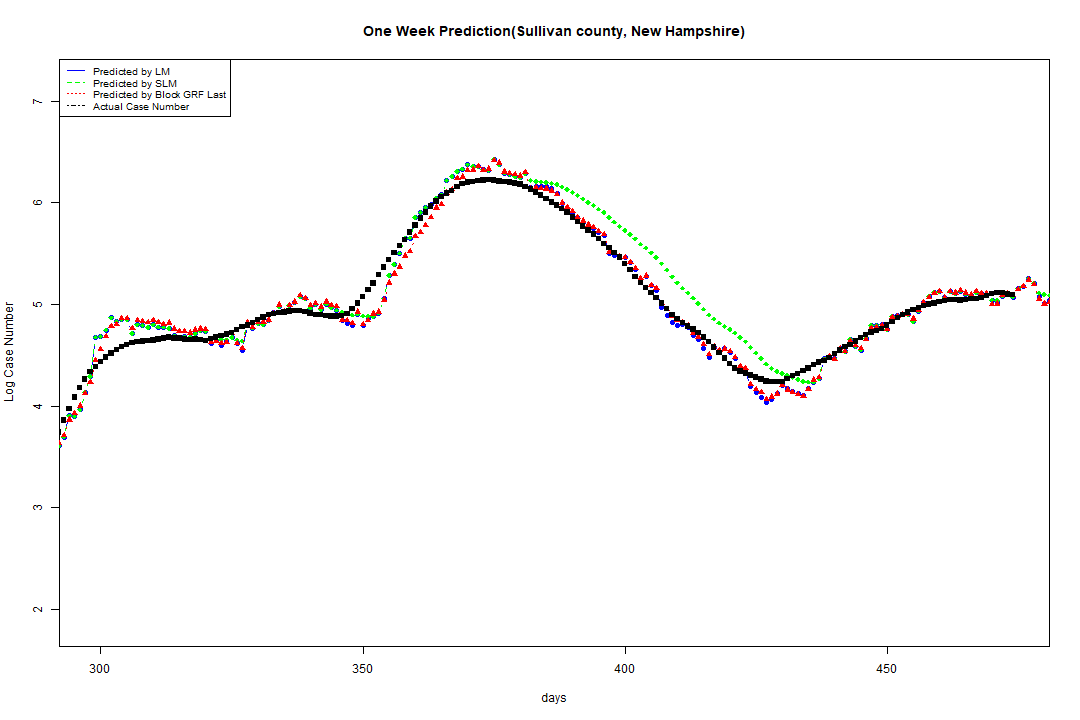 One Week Prediction(Sullivan county, New Hampshire)
Predicted by LM
Predicted by SLM
Predicted by Block GRF Last
Actual Case Number
7
6
5
4
3
2
Log Case Number
300
350
400
450
days